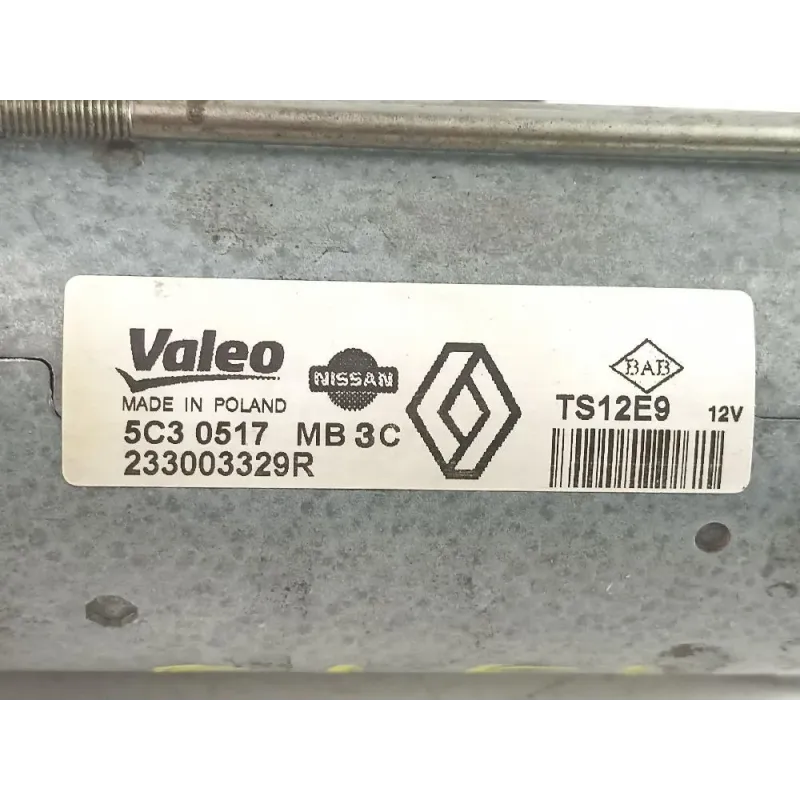 Valeo
MADE IN POLAND
NISSAN
5C3 0517 MB 3C
233003329R
BAB
TS12E9 12V